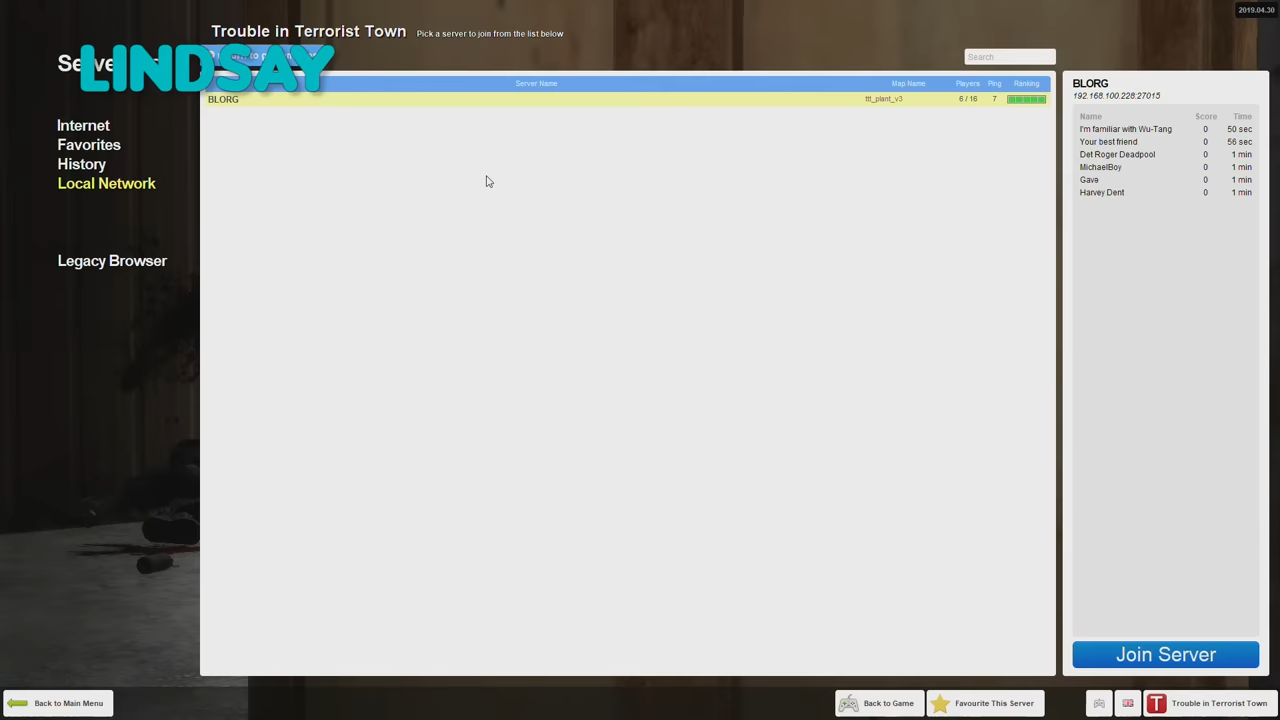 2019.04.30
Trouble in Terrorist Town Pick a server to join from the list below
LINDSAY
Search
Internet
Favorites
History
Local Network
Legacy Browser
Server Name Map Name Players Ping Ranking
BLORG ttt_plant_v3 6 / 16 7
BLORG
192.168.100.228:27015
Name Score Time
I'm familiar with Wu-Tang 0 50 sec
Your best friend 0 56 sec
Det Roger Deadpool 0 1 min
MichaelBoy 0 1 min
Gave 0 1 min
Harvey Dent 0 1 min
Join Server
Back to Main Menu
Back to Game
Favourite This Server
T Trouble in Terrorist Town